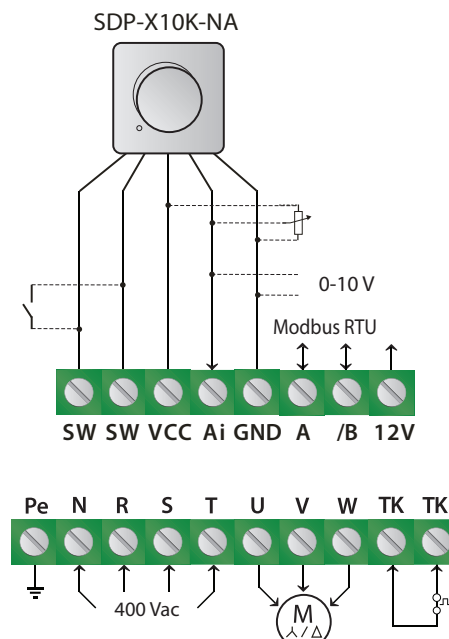 SDP-X10K-NA
0-10 V
Modbus RTU
SW SW VCC Ai GND A /B 12V
Pe N R S T U V W TK TK
400 Vac
M
⅄ / Δ